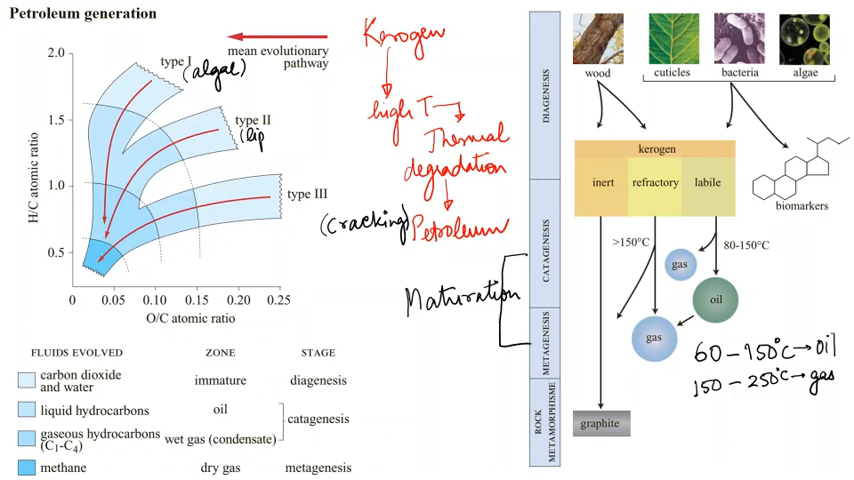 Petroleum generation
mean evolutionary
pathway
2.0
1.5
1.0
0.5
H/C atomic ratio
type I
(algae)
type II
(lip
type III
0
0.05
0.10
0.15
0.20
0.25
O/C atomic ratio
FLUIDS EVOLVED
ZONE
STAGE
carbon dioxide
and water
immature
diagenesis
liquid hydrocarbons
oil
catagenesis
gaseous hydrocarbons
(C₁-C₄)
wet gas (condensate)
methane
dry gas
metagenesis
Kerogen
high T
Thermal
degradation
(cracking)
Petroleum
Maturation
DIAGENESIS
CATAGENESIS
METAGENESIS
ROCK
METAMORPHISME
wood
cuticles
bacteria
algae
kerogen
inert
refractory
labile
biomarkers
>150°C
80-150°C
gas
oil
gas
graphite
60 - 150°C → oil
150 - 250°C → gas